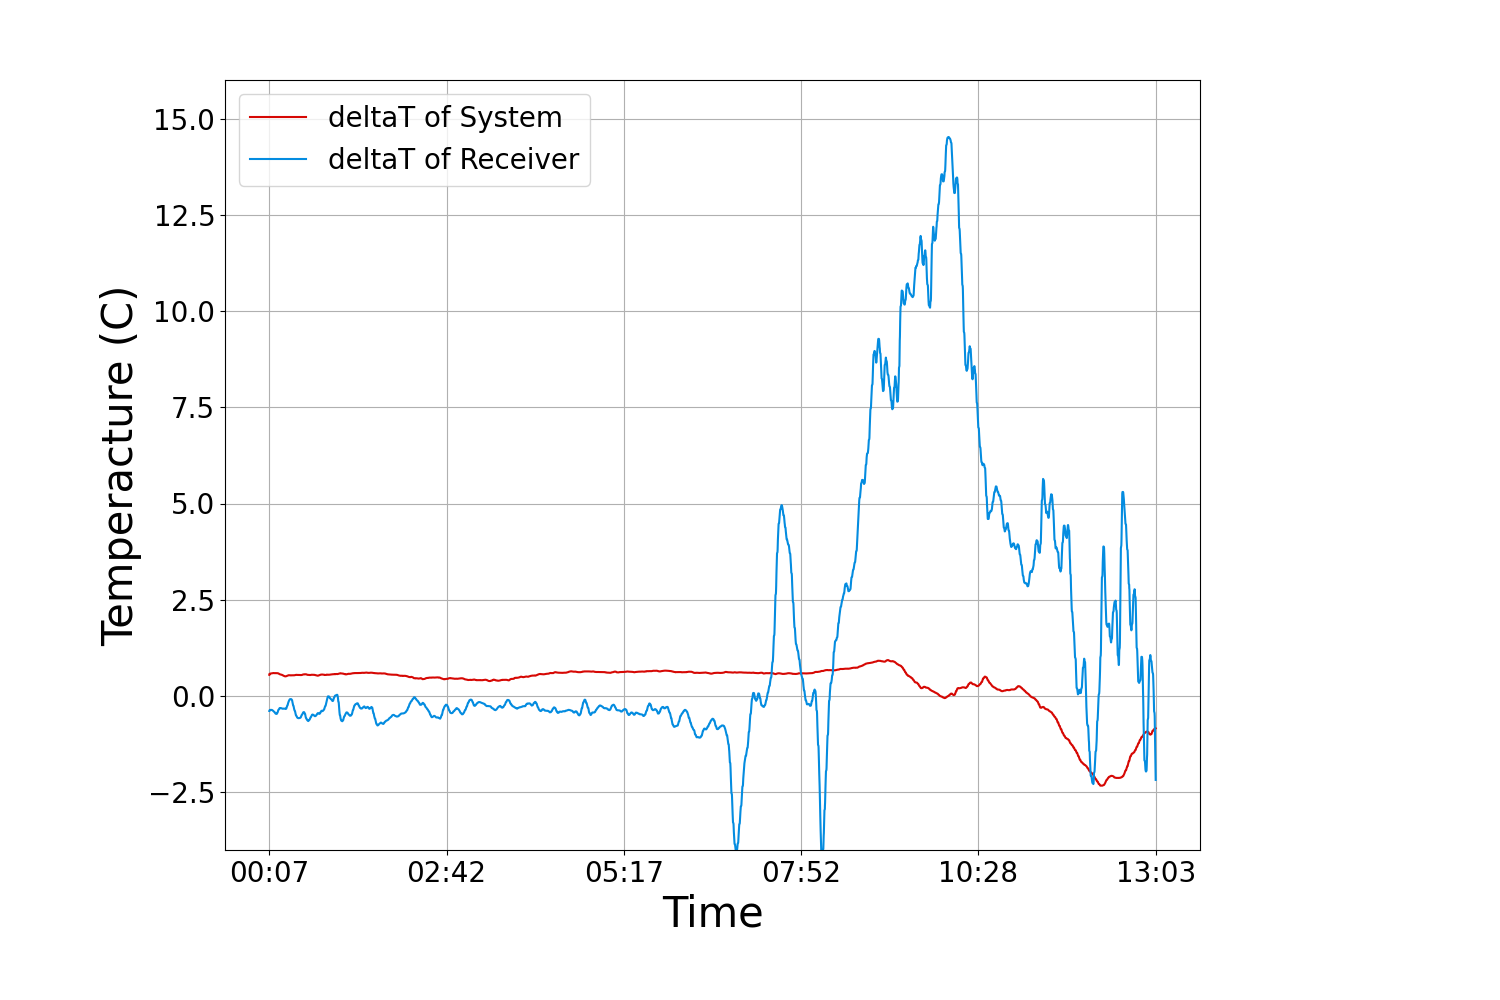 deltaT of System
deltaT of Receiver
15.0
12.5
10.0
7.5
5.0
2.5
0.0
−2.5
Temperacture (C)
00:07 02:42 05:17 07:52 10:28 13:03
Time